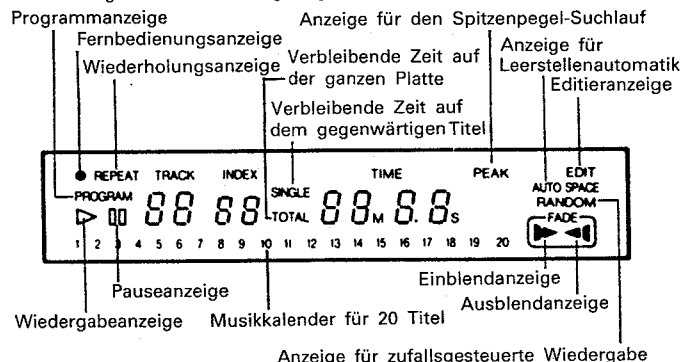 Programmanzeige
Anzeige für den Spitzenpegel-Suchlauf
Fernbedienungsanzeige
Wiederholungsanzeige
Verbleibende Zeit auf
der ganzen Platte
Anzeige für
Leerstellenautomatik
Editieranzeige
Verbleibende Zeit auf
dem gegenwärtigen Titel
REPEAT TRACK INDEX TIME PEAK EDIT
PROGRAM SINGLE AUTO SPACE
RANDOM
88 88 TOTAL 88M 8.8S FADE
1 2 3 4 5 6 7 8 9 10 11 12 13 14 15 16 17 18 19 20
Einblendanzeige
Pauseanzeige
Ausblendanzeige
Wiedergabeanzeige
Musikkalender für 20 Titel
Anzeige für zufallsgesteuerte Wiedergabe